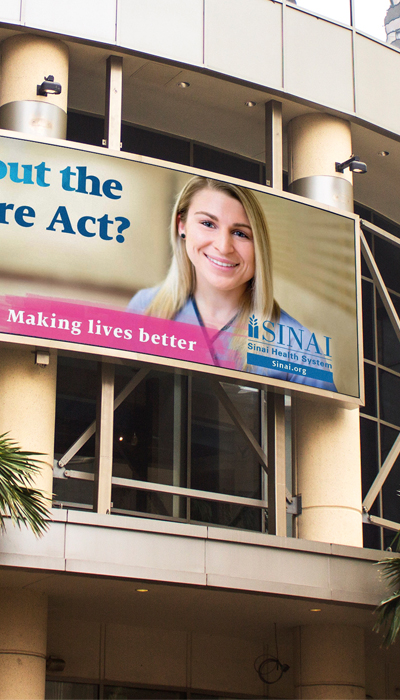 out the
re Act?
Making lives better
SINAI
Sinai Health System
Sinai.org